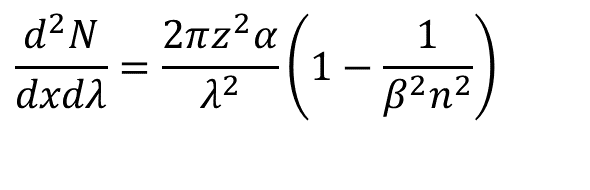 d²N/dxdλ = 2πz²α/λ² (1 − 1/β²n²)